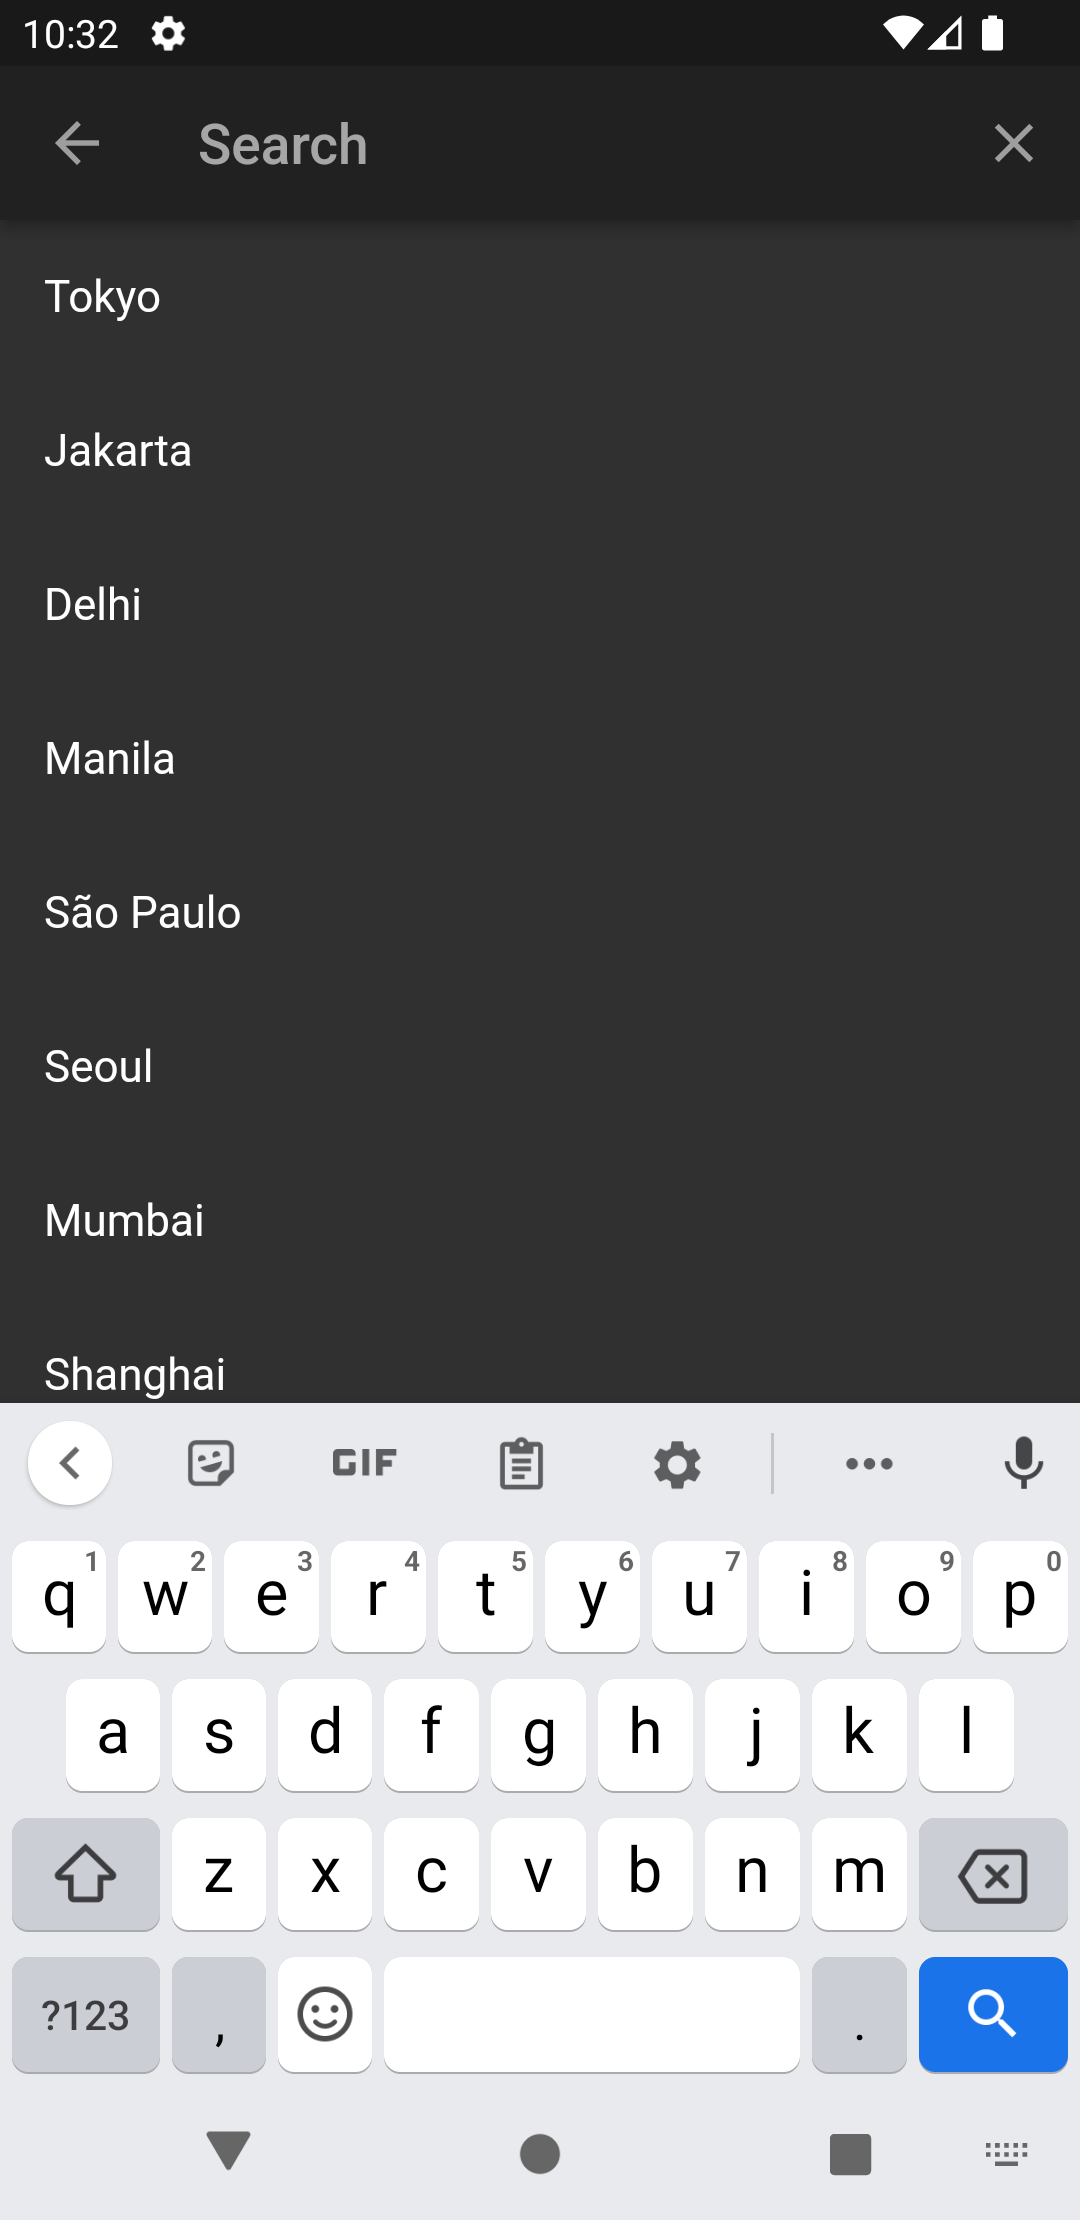 10:32
Search
Tokyo
Jakarta
Delhi
Manila
São Paulo
Seoul
Mumbai
Shanghai
GIF
q 1 w 2 e 3 r 4 t 5 y 6 u 7 i 8 o 9 p 0
a s d f g h j k l
z x c v b n m
?123 , .